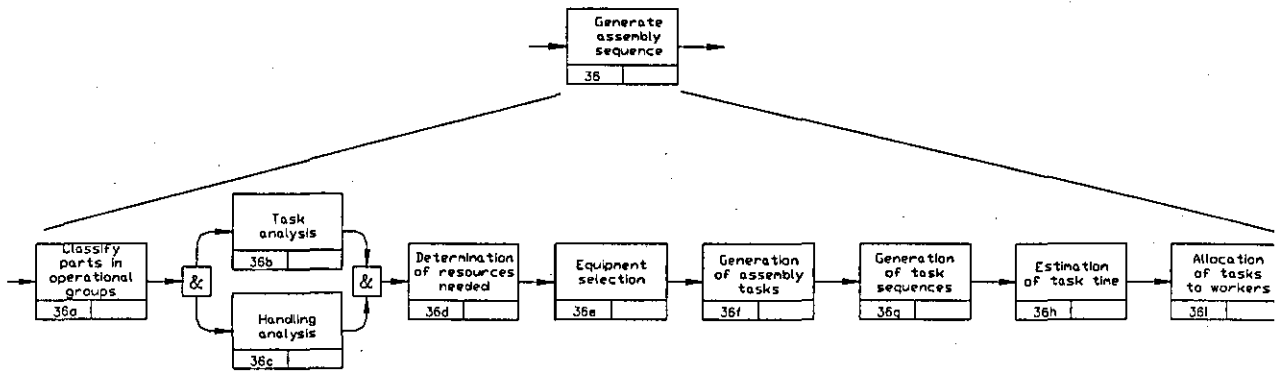 Generate
assembly
sequence
36
Classify
parts in
operational
groups
36a
&
Task
analysis
36b
Handling
analysis
36c
&
Determination
of resources
needed
36d
Equipment
selection
36e
Generation
of assembly
tasks
36f
Generation
of task
sequences
36g
Estimation
of task time
36h
Allocation
of tasks
to workers
36i